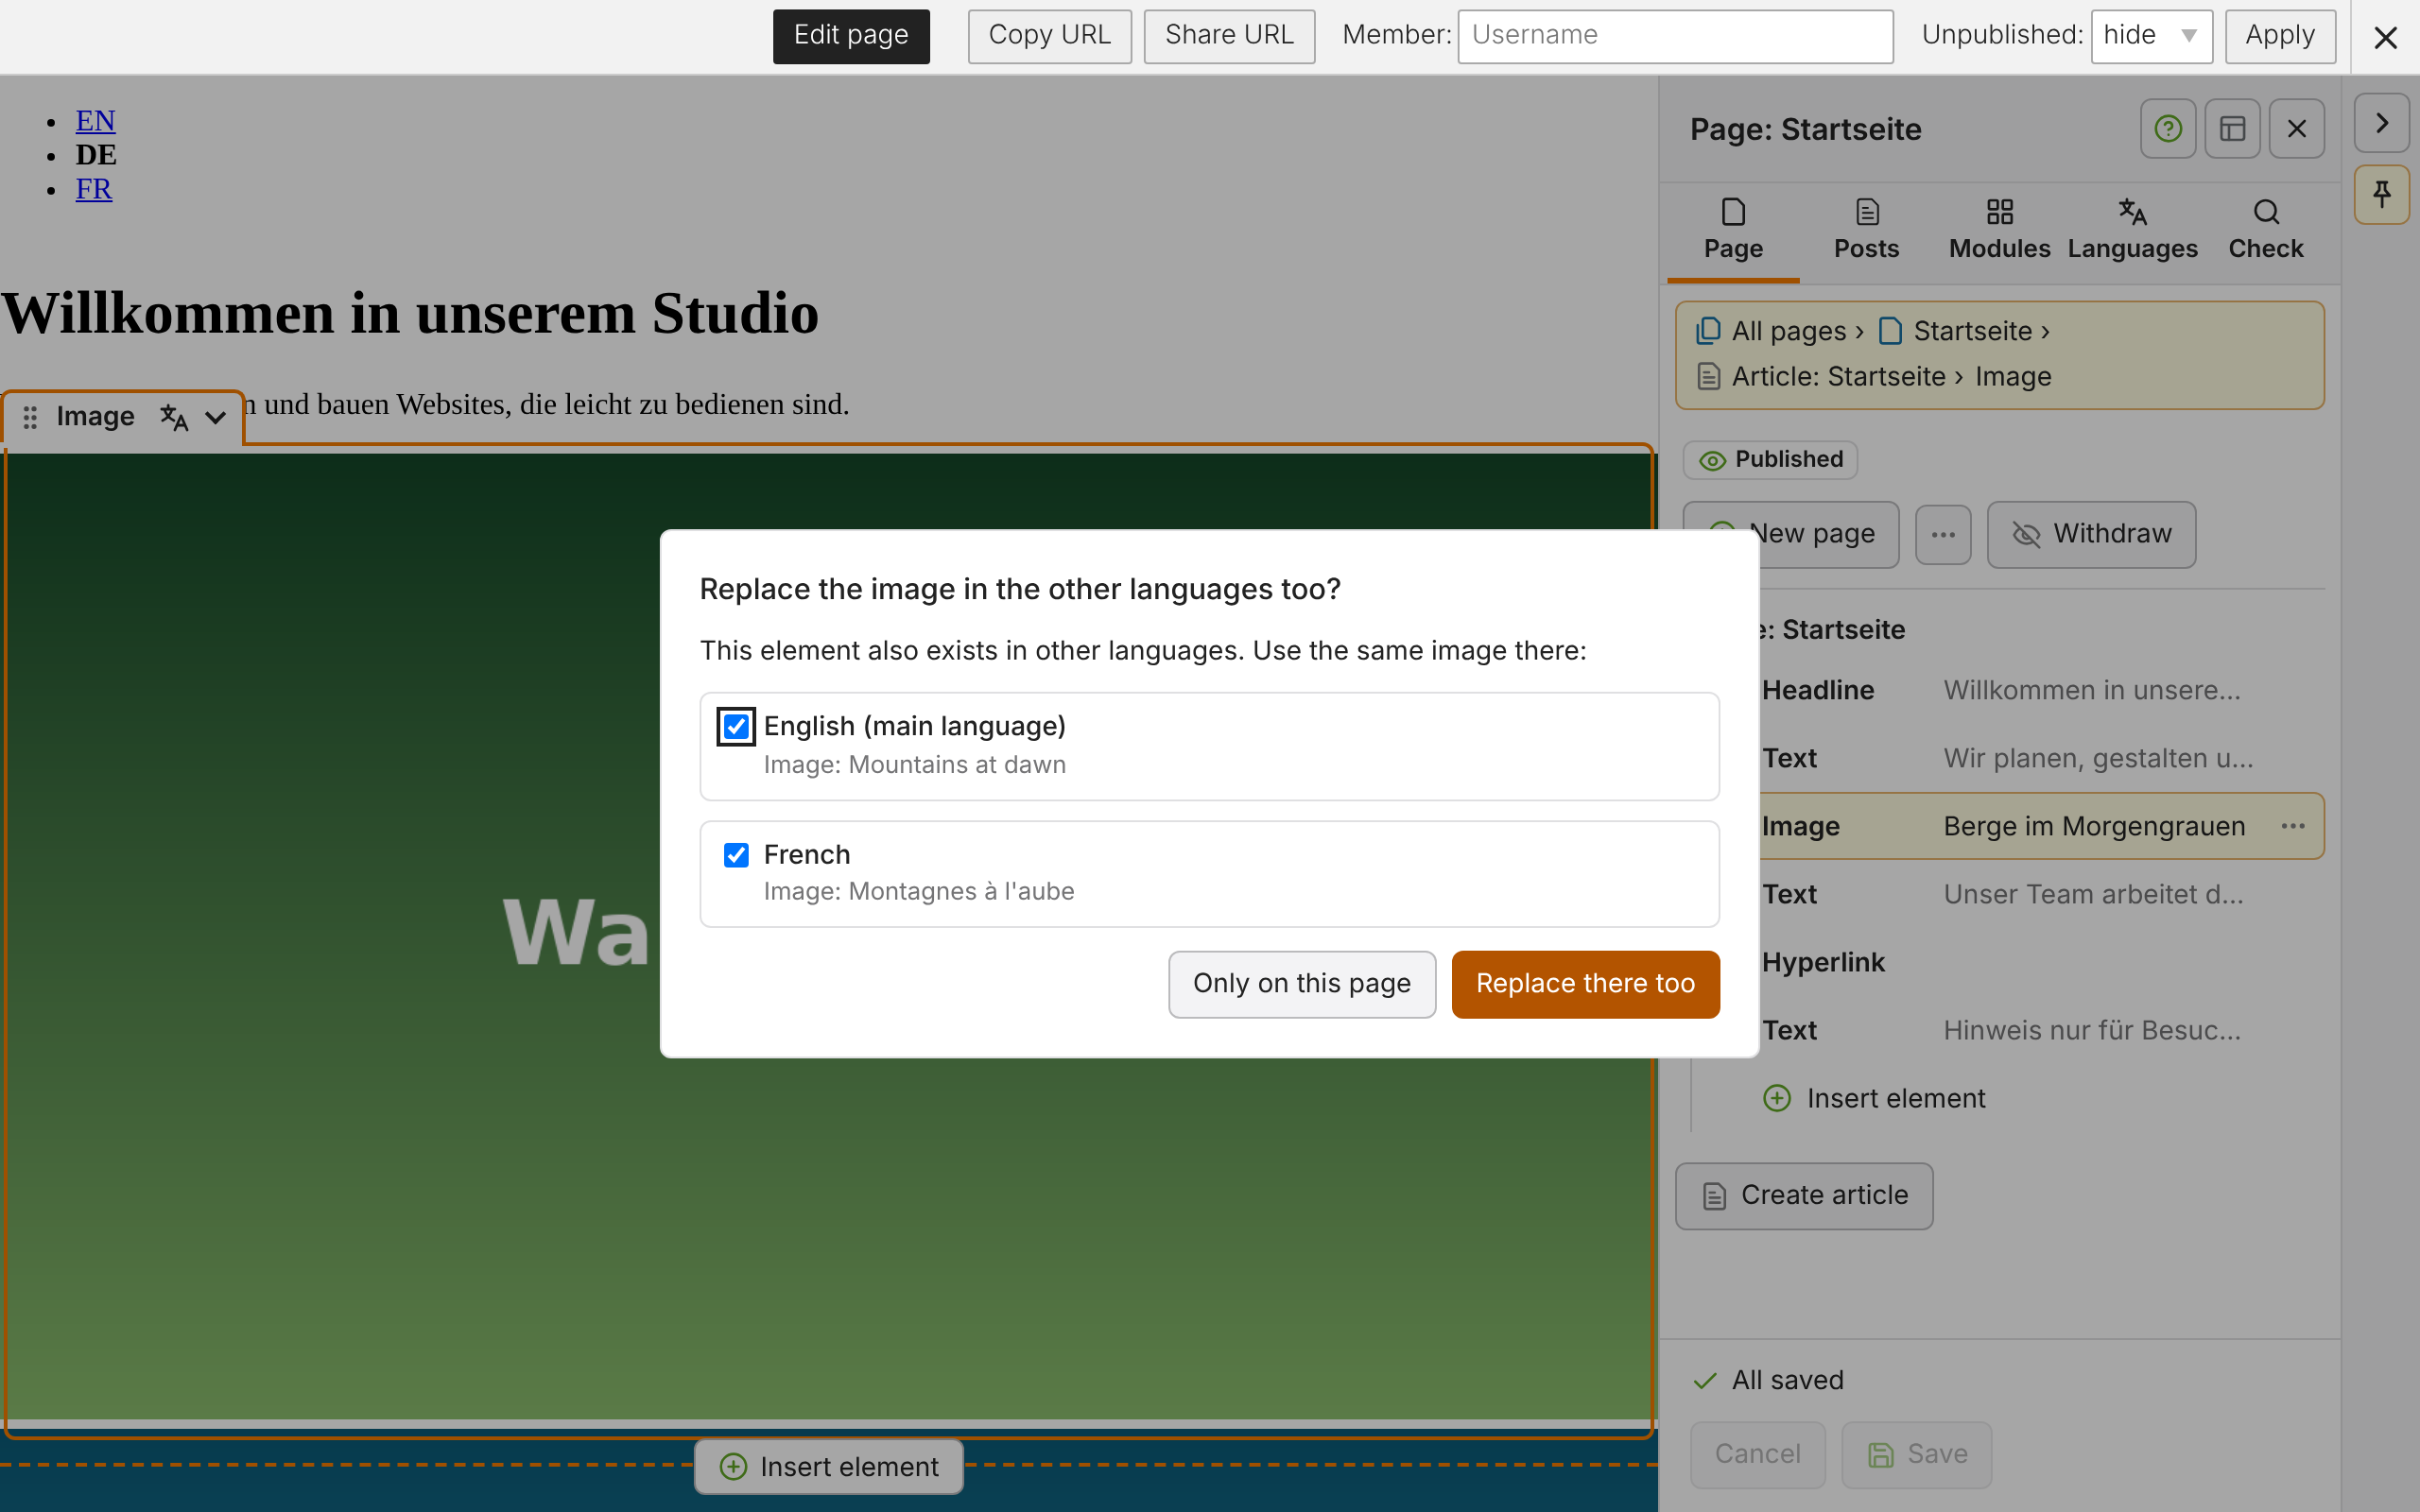 Edit page
Copy URL
Share URL
Member:
Username
Unpublished:
hide
Apply
EN
DE
FR
Willkommen in unserem Studio
n und bauen Websites, die leicht zu bedienen sind.
Image
Wa
Insert element
Replace the image in the other languages too?
This element also exists in other languages. Use the same image there:
English (main language)
Image: Mountains at dawn
French
Image: Montagnes à l'aube
Only on this page
Replace there too
Page: Startseite
Page
Posts
Modules
Languages
Check
All pages › Startseite ›
Article: Startseite › Image
Published
New page
Withdraw
e: Startseite
Headline Willkommen in unsere...
Text Wir planen, gestalten u...
Image Berge im Morgengrauen
Text Unser Team arbeitet d...
Hyperlink
Text Hinweis nur für Besuc...
Insert element
Create article
All saved
Cancel
Save